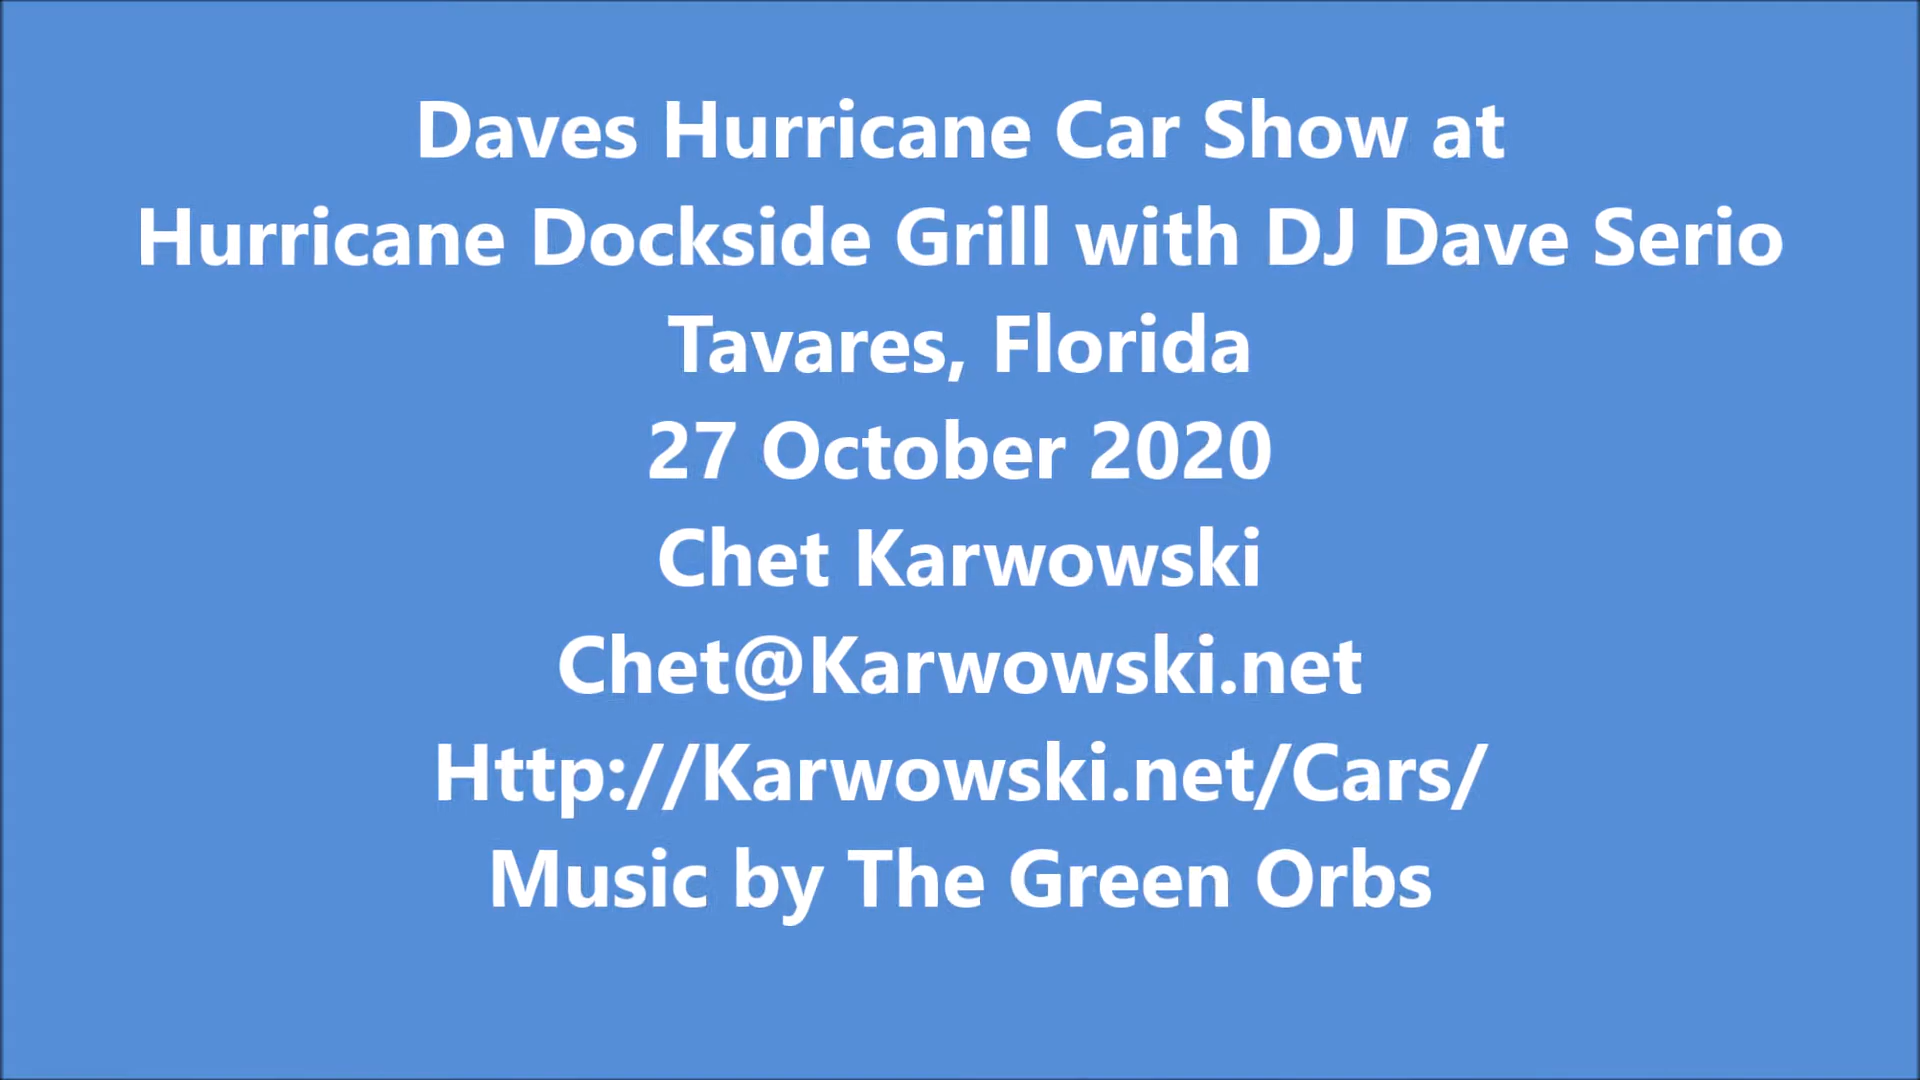 Daves Hurricane Car Show at
Hurricane Dockside Grill with DJ Dave Serio
Tavares, Florida
27 October 2020
Chet Karwowski
Chet@Karwowski.net
Http://Karwowski.net/Cars/
Music by The Green Orbs